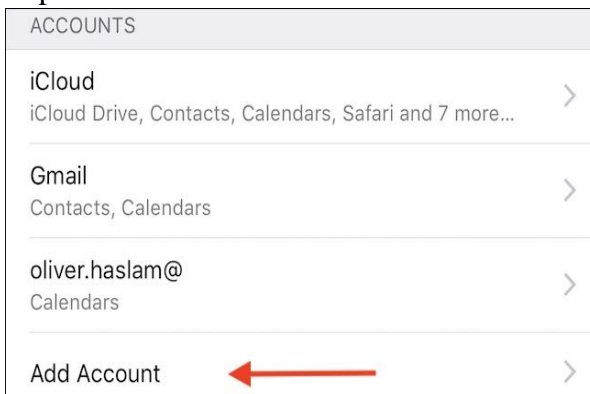 ACCOUNTS
iCloud
iCloud Drive, Contacts, Calendars, Safari and 7 more...
Gmail
Contacts, Calendars
oliver.haslam@
Calendars
Add Account